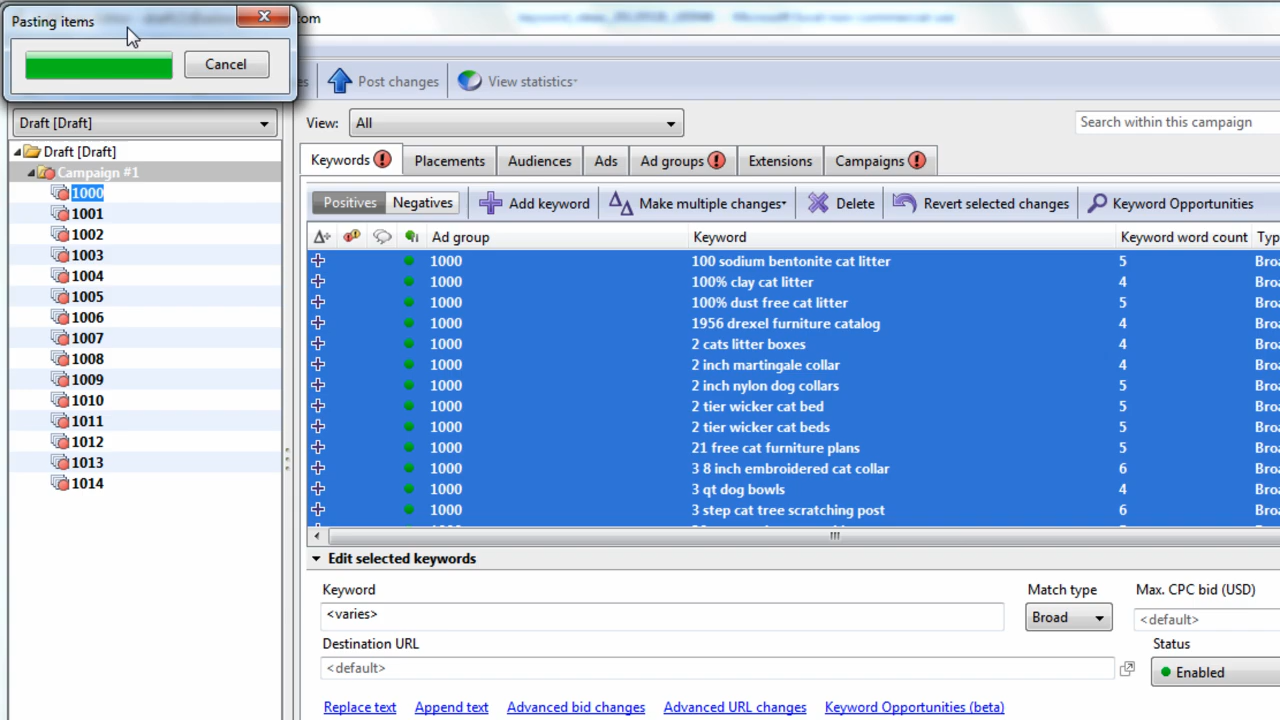 Pasting items
Cancel
com
Post changes
View statistics
Draft [Draft]
View:
All
Search within this campaign
Draft [Draft]
Campaign #1
1000
1001
1002
1003
1004
1005
1006
1007
1008
1009
1010
1011
1012
1013
1014
Keywords
Placements
Audiences
Ads
Ad groups
Extensions
Campaigns
Positives
Negatives
Add keyword
Make multiple changes
Delete
Revert selected changes
Keyword Opportunities
Ad group Keyword Keyword word count Typ
1000 100 sodium bentonite cat litter 5 Broa
1000 100% clay cat litter 4 Broa
1000 100% dust free cat litter 5 Broa
1000 1956 drexel furniture catalog 4 Broa
1000 2 cats litter boxes 4 Broa
1000 2 inch martingale collar 4 Broa
1000 2 inch nylon dog collars 5 Broa
1000 2 tier wicker cat bed 5 Broa
1000 2 tier wicker cat beds 5 Broa
1000 21 free cat furniture plans 5 Broa
1000 3 8 inch embroidered cat collar 6 Broa
1000 3 qt dog bowls 4 Broa
1000 3 step cat tree scratching post 6 Broa
Edit selected keywords
Keyword
<varies>
Match type
Broad
Max. CPC bid (USD)
<default>
Destination URL
<default>
Status
Enabled
Replace text
Append text
Advanced bid changes
Advanced URL changes
Keyword Opportunities (beta)